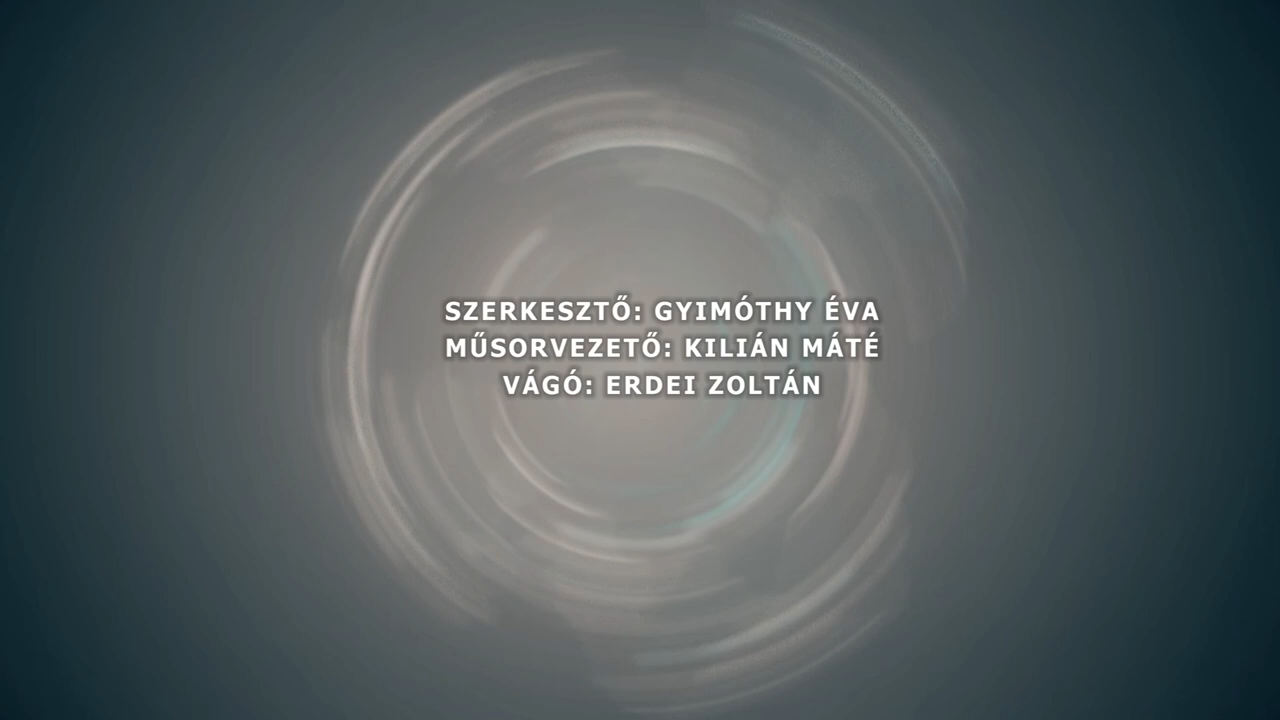 SZERKESZTŐ: GYIMÓTHY ÉVA
MŰSORVEZETŐ: KILIÁN MÁTÉ
VÁGÓ: ERDEI ZOLTÁN